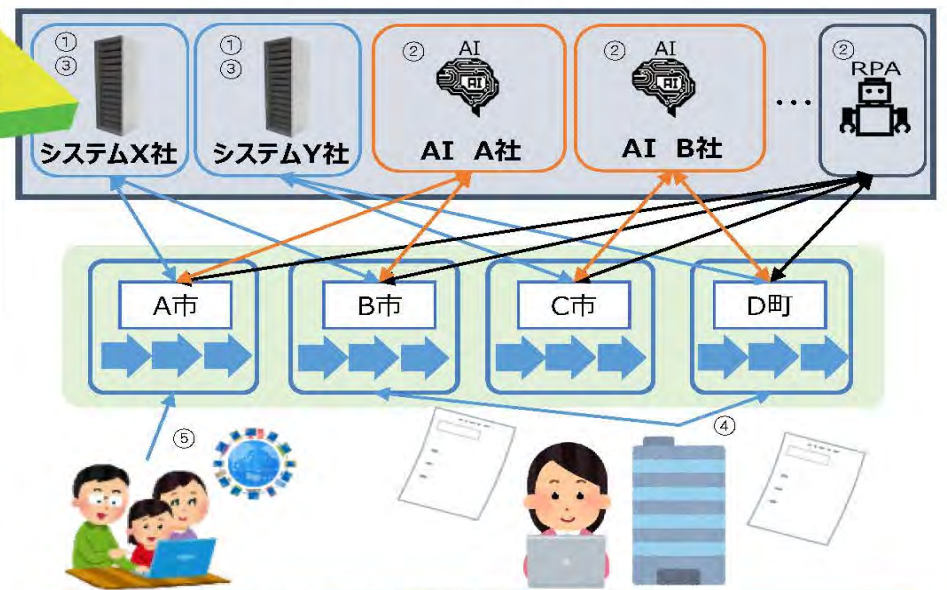 ① ③
システムX社
① ③
システムY社
② AI
AI
AI A社
② AI
AI
AI B社
…
② RPA
A市
B市
C市
D町
⑤
④